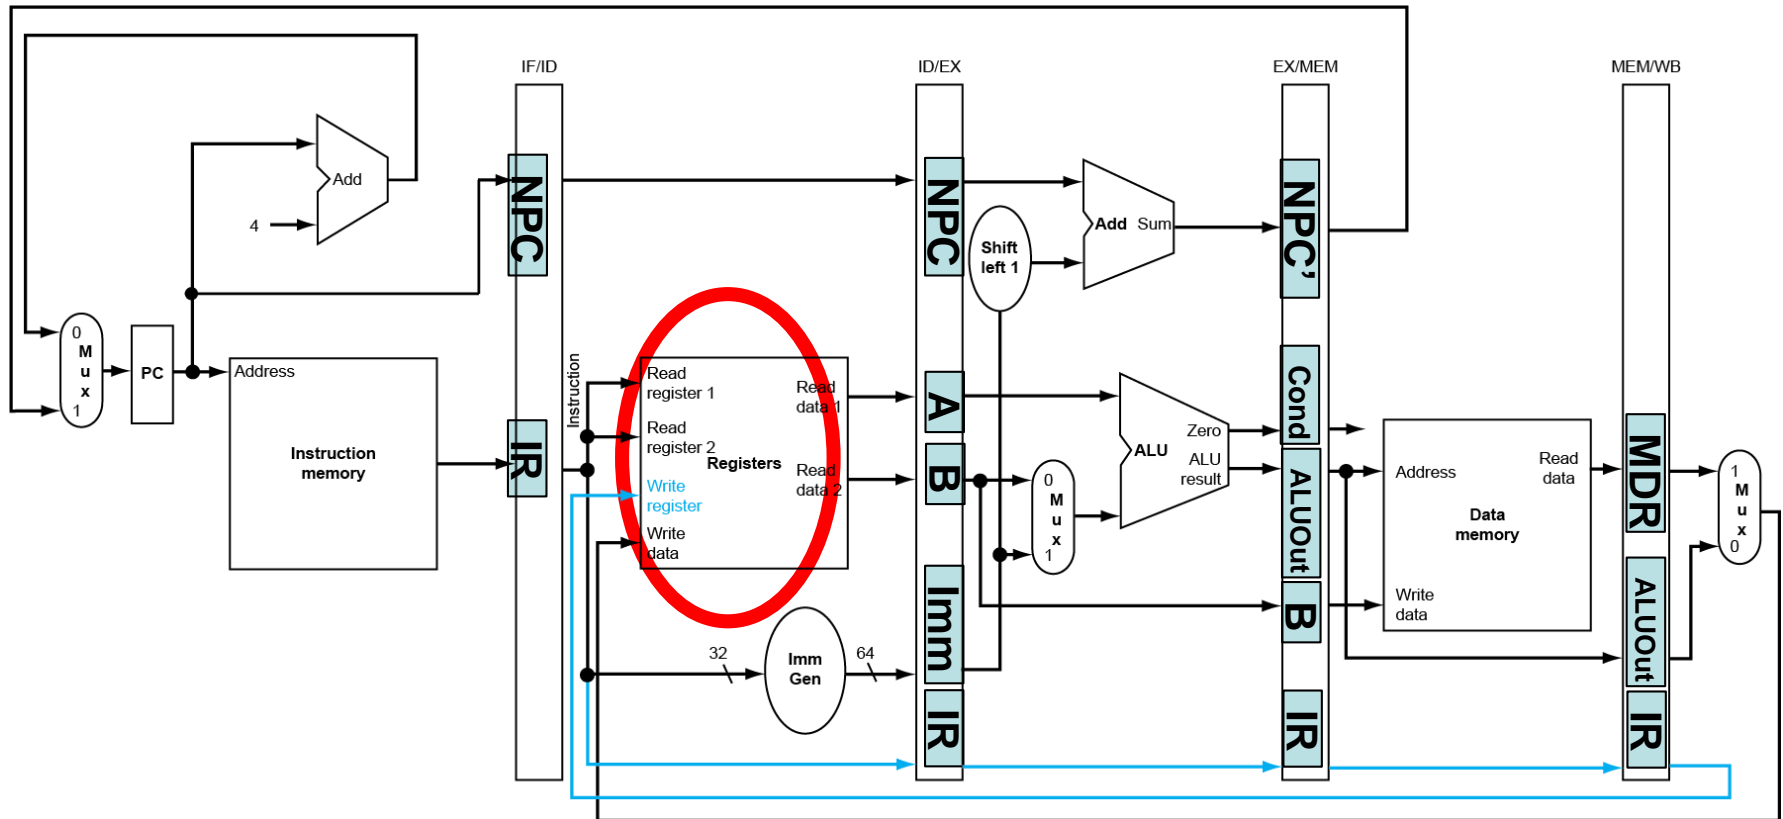 IF/ID
ID/EX
EX/MEM
MEM/WB
Add
4
NPC
NPC
Add Sum
Shift
left 1
NPC'
0
M
u
x
1
PC
Address
Instruction
memory
IR
Instruction
Read
register 1
Read
register 2
Write
register
Write
data
Registers
Read
data 1
Read
data 2
A
B
0
M
u
x
1
ALU
Zero
ALU
result
Cond
ALUOut
B
Address
Write
data
Data
memory
Read
data
MDR
ALUOut
1
M
u
x
0
32
Imm
Gen
64
Imm
IR
IR
IR